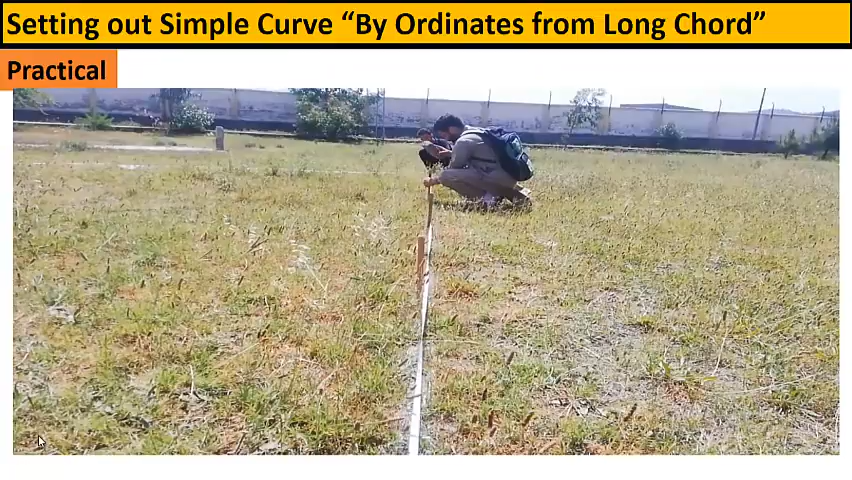 Setting out Simple Curve “By Ordinates from Long Chord”
Practical